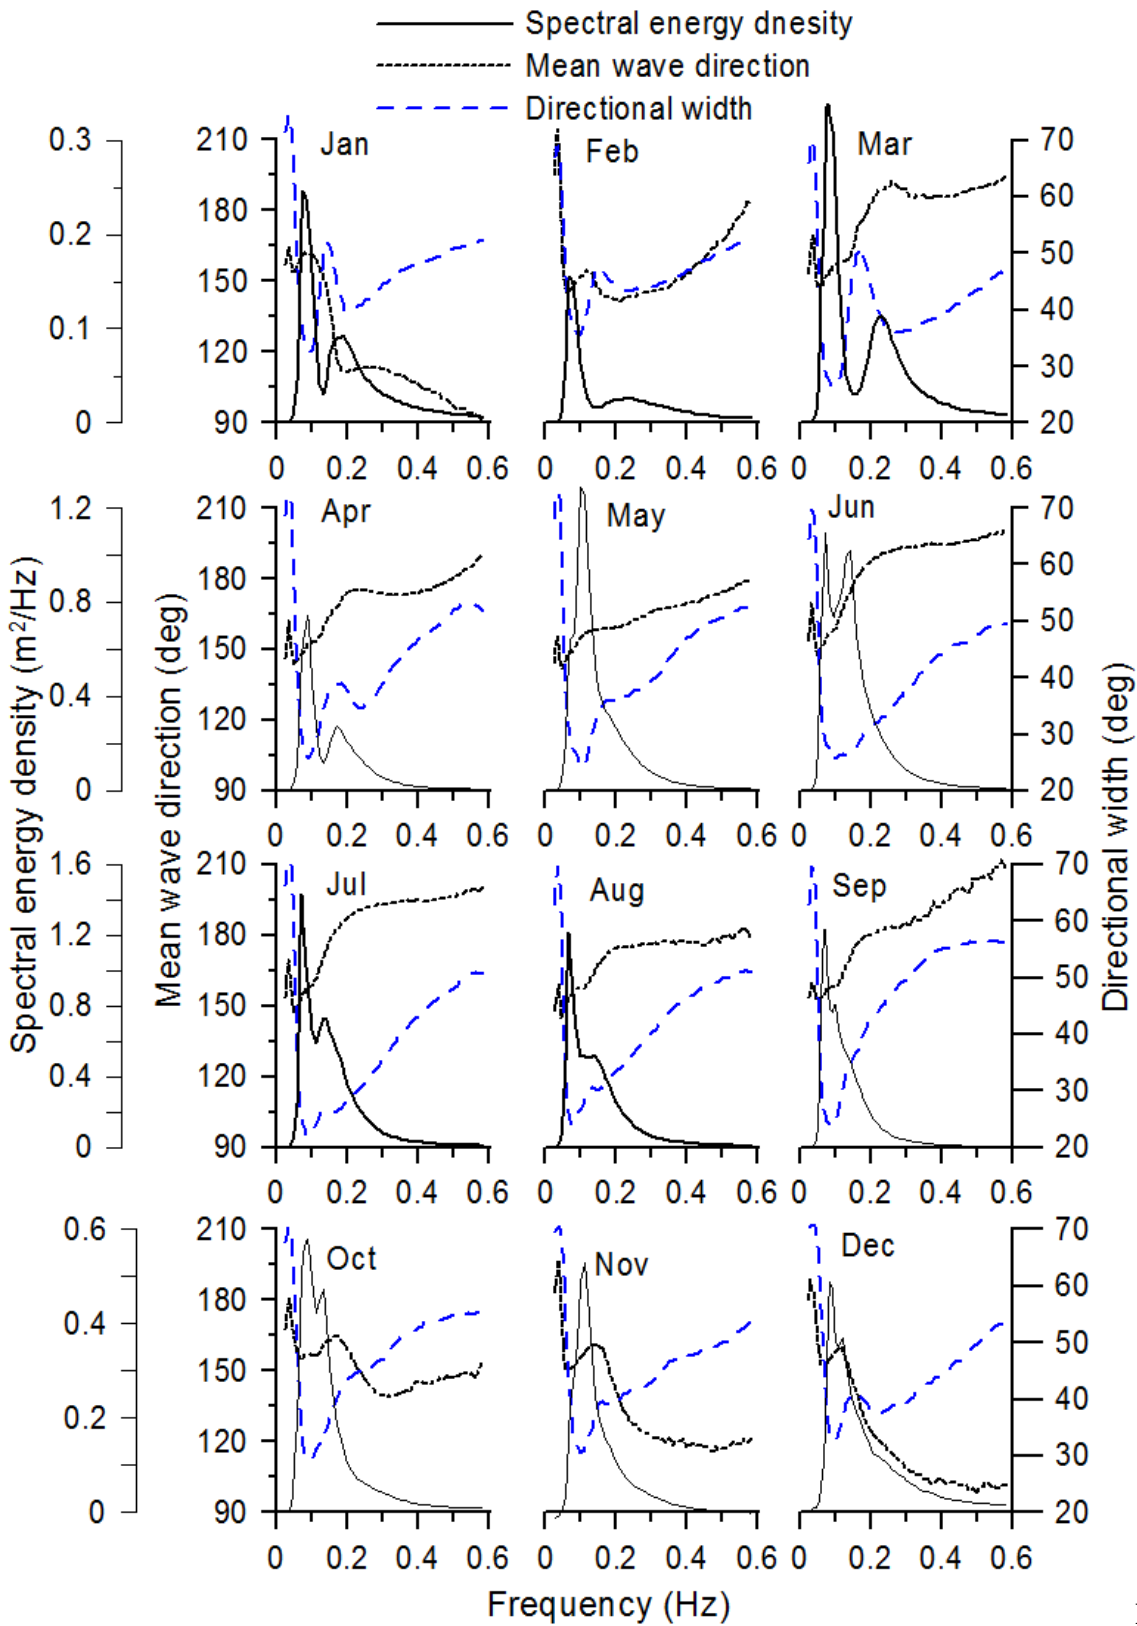 Spectral energy dnesity
Mean wave direction
Directional width
0.3 210 Jan Feb Mar 70
180 60
0.2 150 50
40
0.1 120 30
0 90 20
0 0.2 0.4 0.6 0 0.2 0.4 0.6 0 0.2 0.4 0.6
1.2 210 Apr May Jun 70
180 60
0.8 150 50
0.4 40
120 30
0 90 20
0 0.2 0.4 0.6 0 0.2 0.4 0.6 0 0.2 0.4 0.6
1.6 210 Jul Aug Sep 70
1.2 180 60
0.8 150 50
40
0.4 120 30
0 90 20
0 0.2 0.4 0.6 0 0.2 0.4 0.6 0 0.2 0.4 0.6
0.6 210 Oct Nov Dec 70
180 60
0.4 150 50
0.2 40
120 30
0 90 20
0 0.2 0.4 0.6 0 0.2 0.4 0.6 0 0.2 0.4 0.6
Spectral energy density (m²/Hz)
Mean wave direction (deg)
Directional width (deg)
Frequency (Hz)